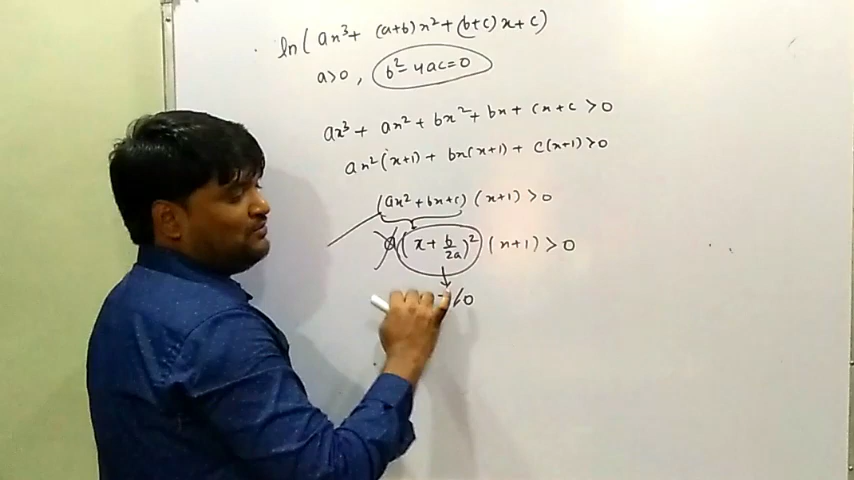 ln(ax³ + (a+b)x² + (b+c)x + c)
a>0, b²-4ac=0
ax³ + ax² + bx² + bx + cx + c >0
ax²(x+1) + bx(x+1) + c(x+1)>0
(ax²+bx+c)(x+1)>0
a(x+b/2a)²(x+1)>0
0